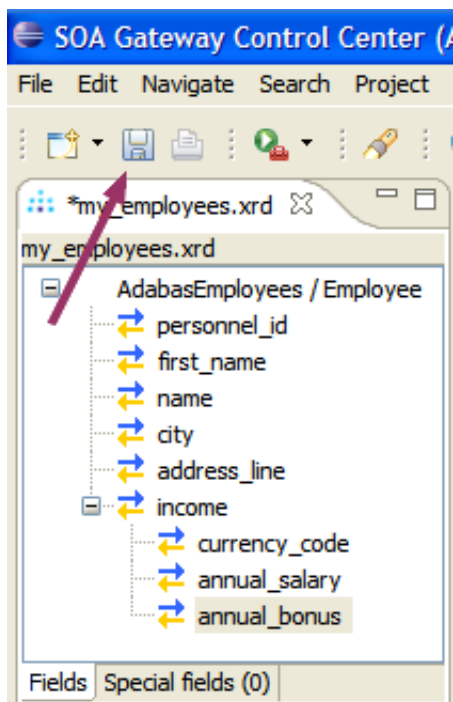 SOA Gateway Control Center (
File Edit Navigate Search Project
*my_employees.xrd
my_employees.xrd
AdabasEmployees / Employee
personnel_id
first_name
name
city
address_line
income
currency_code
annual_salary
annual_bonus
Fields Special fields (0)